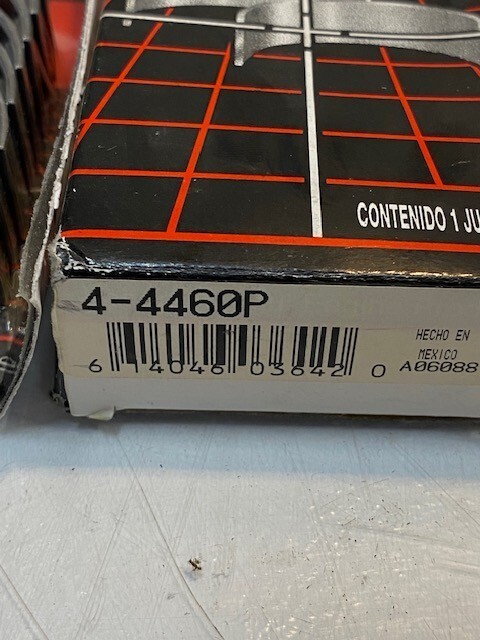 CONTENIDO 1 JU
4-4460P
HECHO EN
MEXICO
6 14046 03642 0 A06088